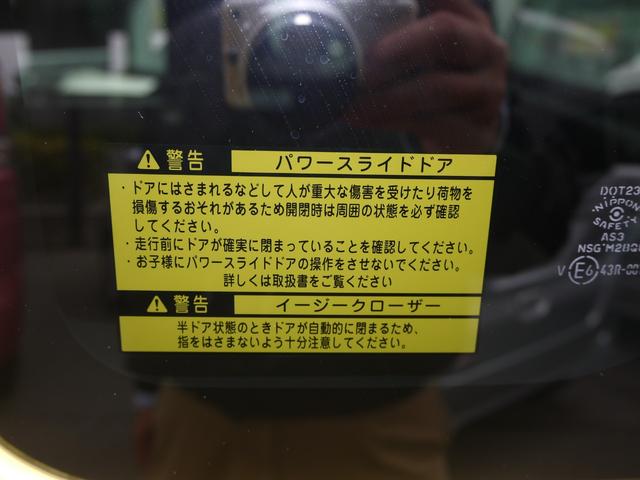 警告 パワースライドドア
・ドアにはさまれるなどして人が重大な傷害を受けたり荷物を
損傷するおそれがあるため開閉時は周囲の状態を必ず確認
してください。
・走行前にドアが確実に閉まっていることを確認してください。
・お子様にパワースライドドアの操作をさせないでください。
詳しくは取扱書をご覧ください
警告 イージークローザー
半ドア状態のときドアが自動的に閉まるため、
指をはさまないよう十分注意してください。
DOT23
NIPPON
SAFETY
AS3
E6